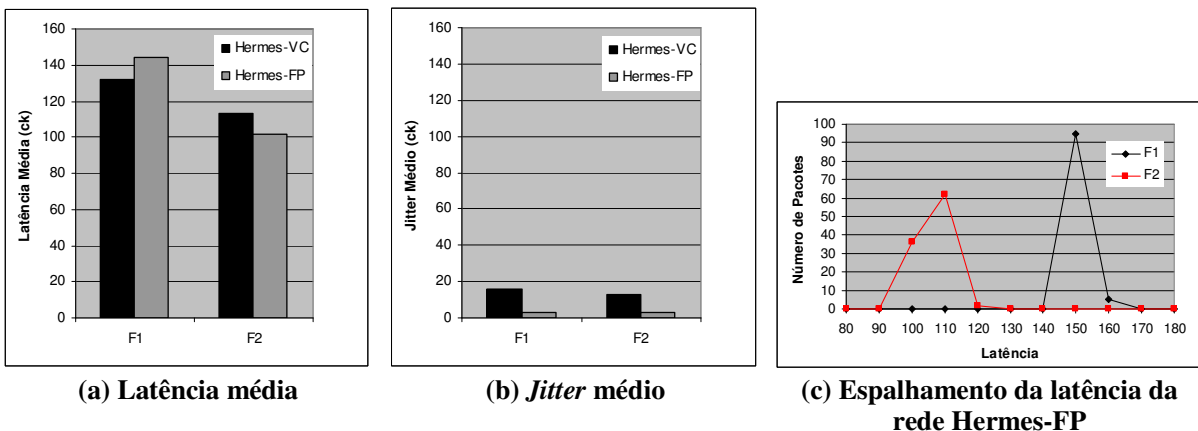 160
140
120
100
80
60
40
20
0
Latência Média (ck)
Hermes-VC
Hermes-FP
F1 F2
(a) Latência média
160
140
120
100
80
60
40
20
0
Jitter Médio (ck)
Hermes-VC
Hermes-FP
F1 F2
(b) Jitter médio
100
90
80
70
60
50
40
30
20
10
0
Número de Pacotes
F1
F2
80 90 100 110 120 130 140 150 160 170 180
Latência
(c) Espalhamento da latência da
rede Hermes-FP